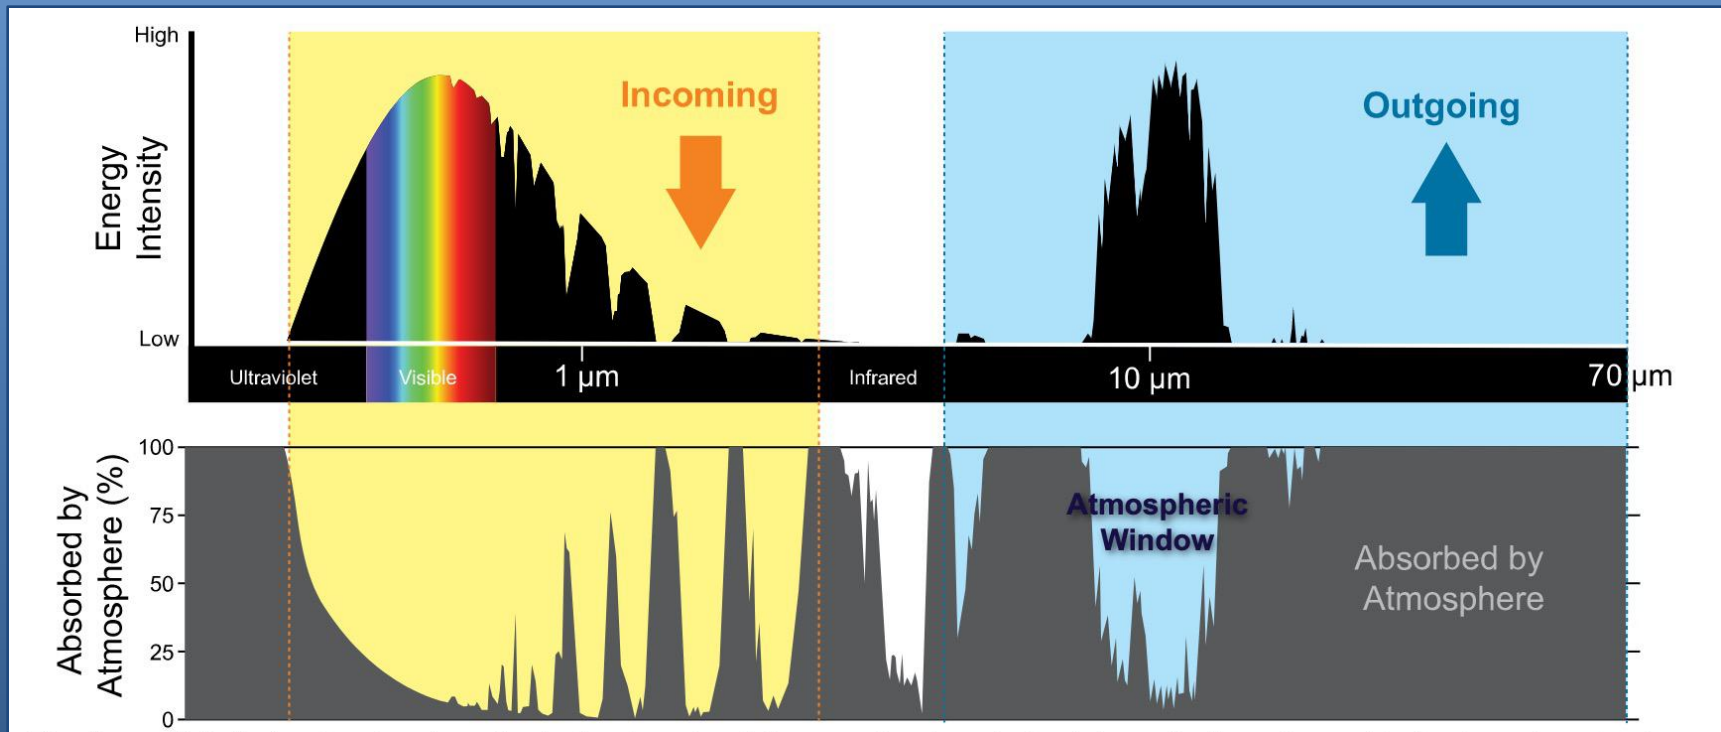 High
Incoming
Outgoing
Energy
Intensity
Low
Ultraviolet
Visible
1 μm
Infrared
10 μm
70 μm
100
75
50
25
0
Absorbed by
Atmosphere (%)
Atmospheric
Window
Absorbed by
Atmosphere